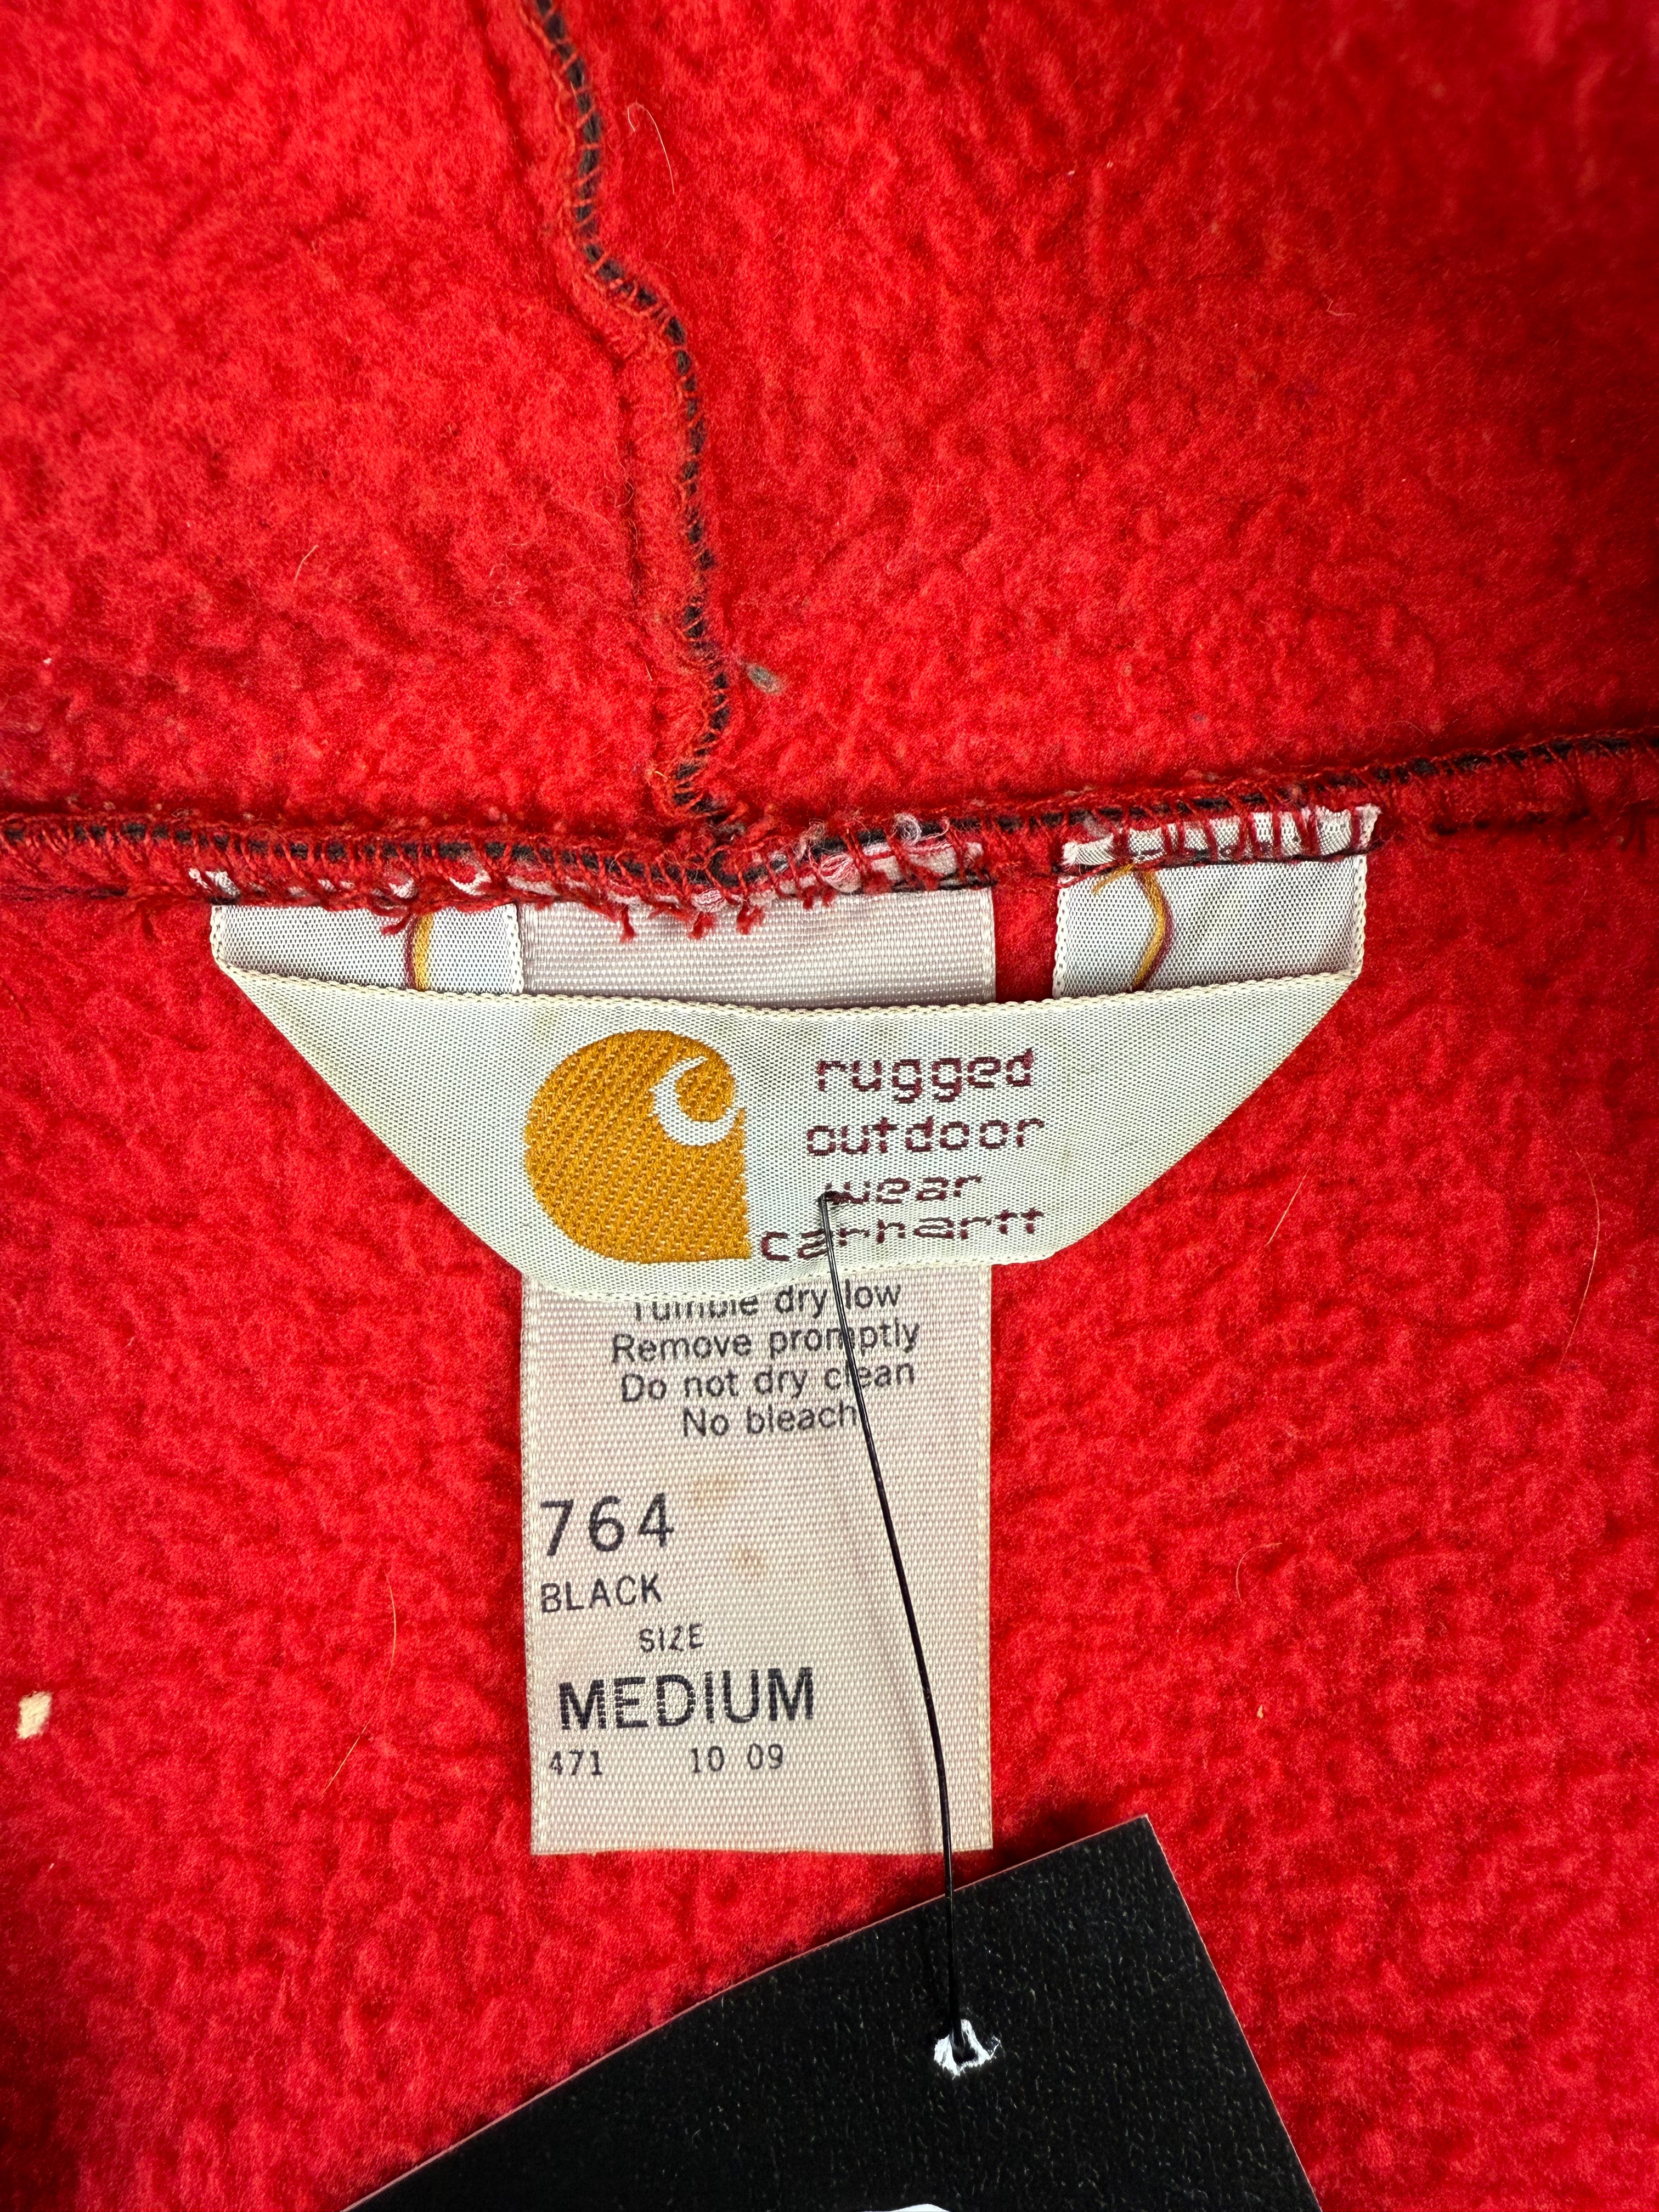 rugged
outdoor
wear
carhartt
Tumble dry low
Remove promptly
Do not dry clean
No bleach
764
BLACK
SIZE
MEDIUM
471 10 09